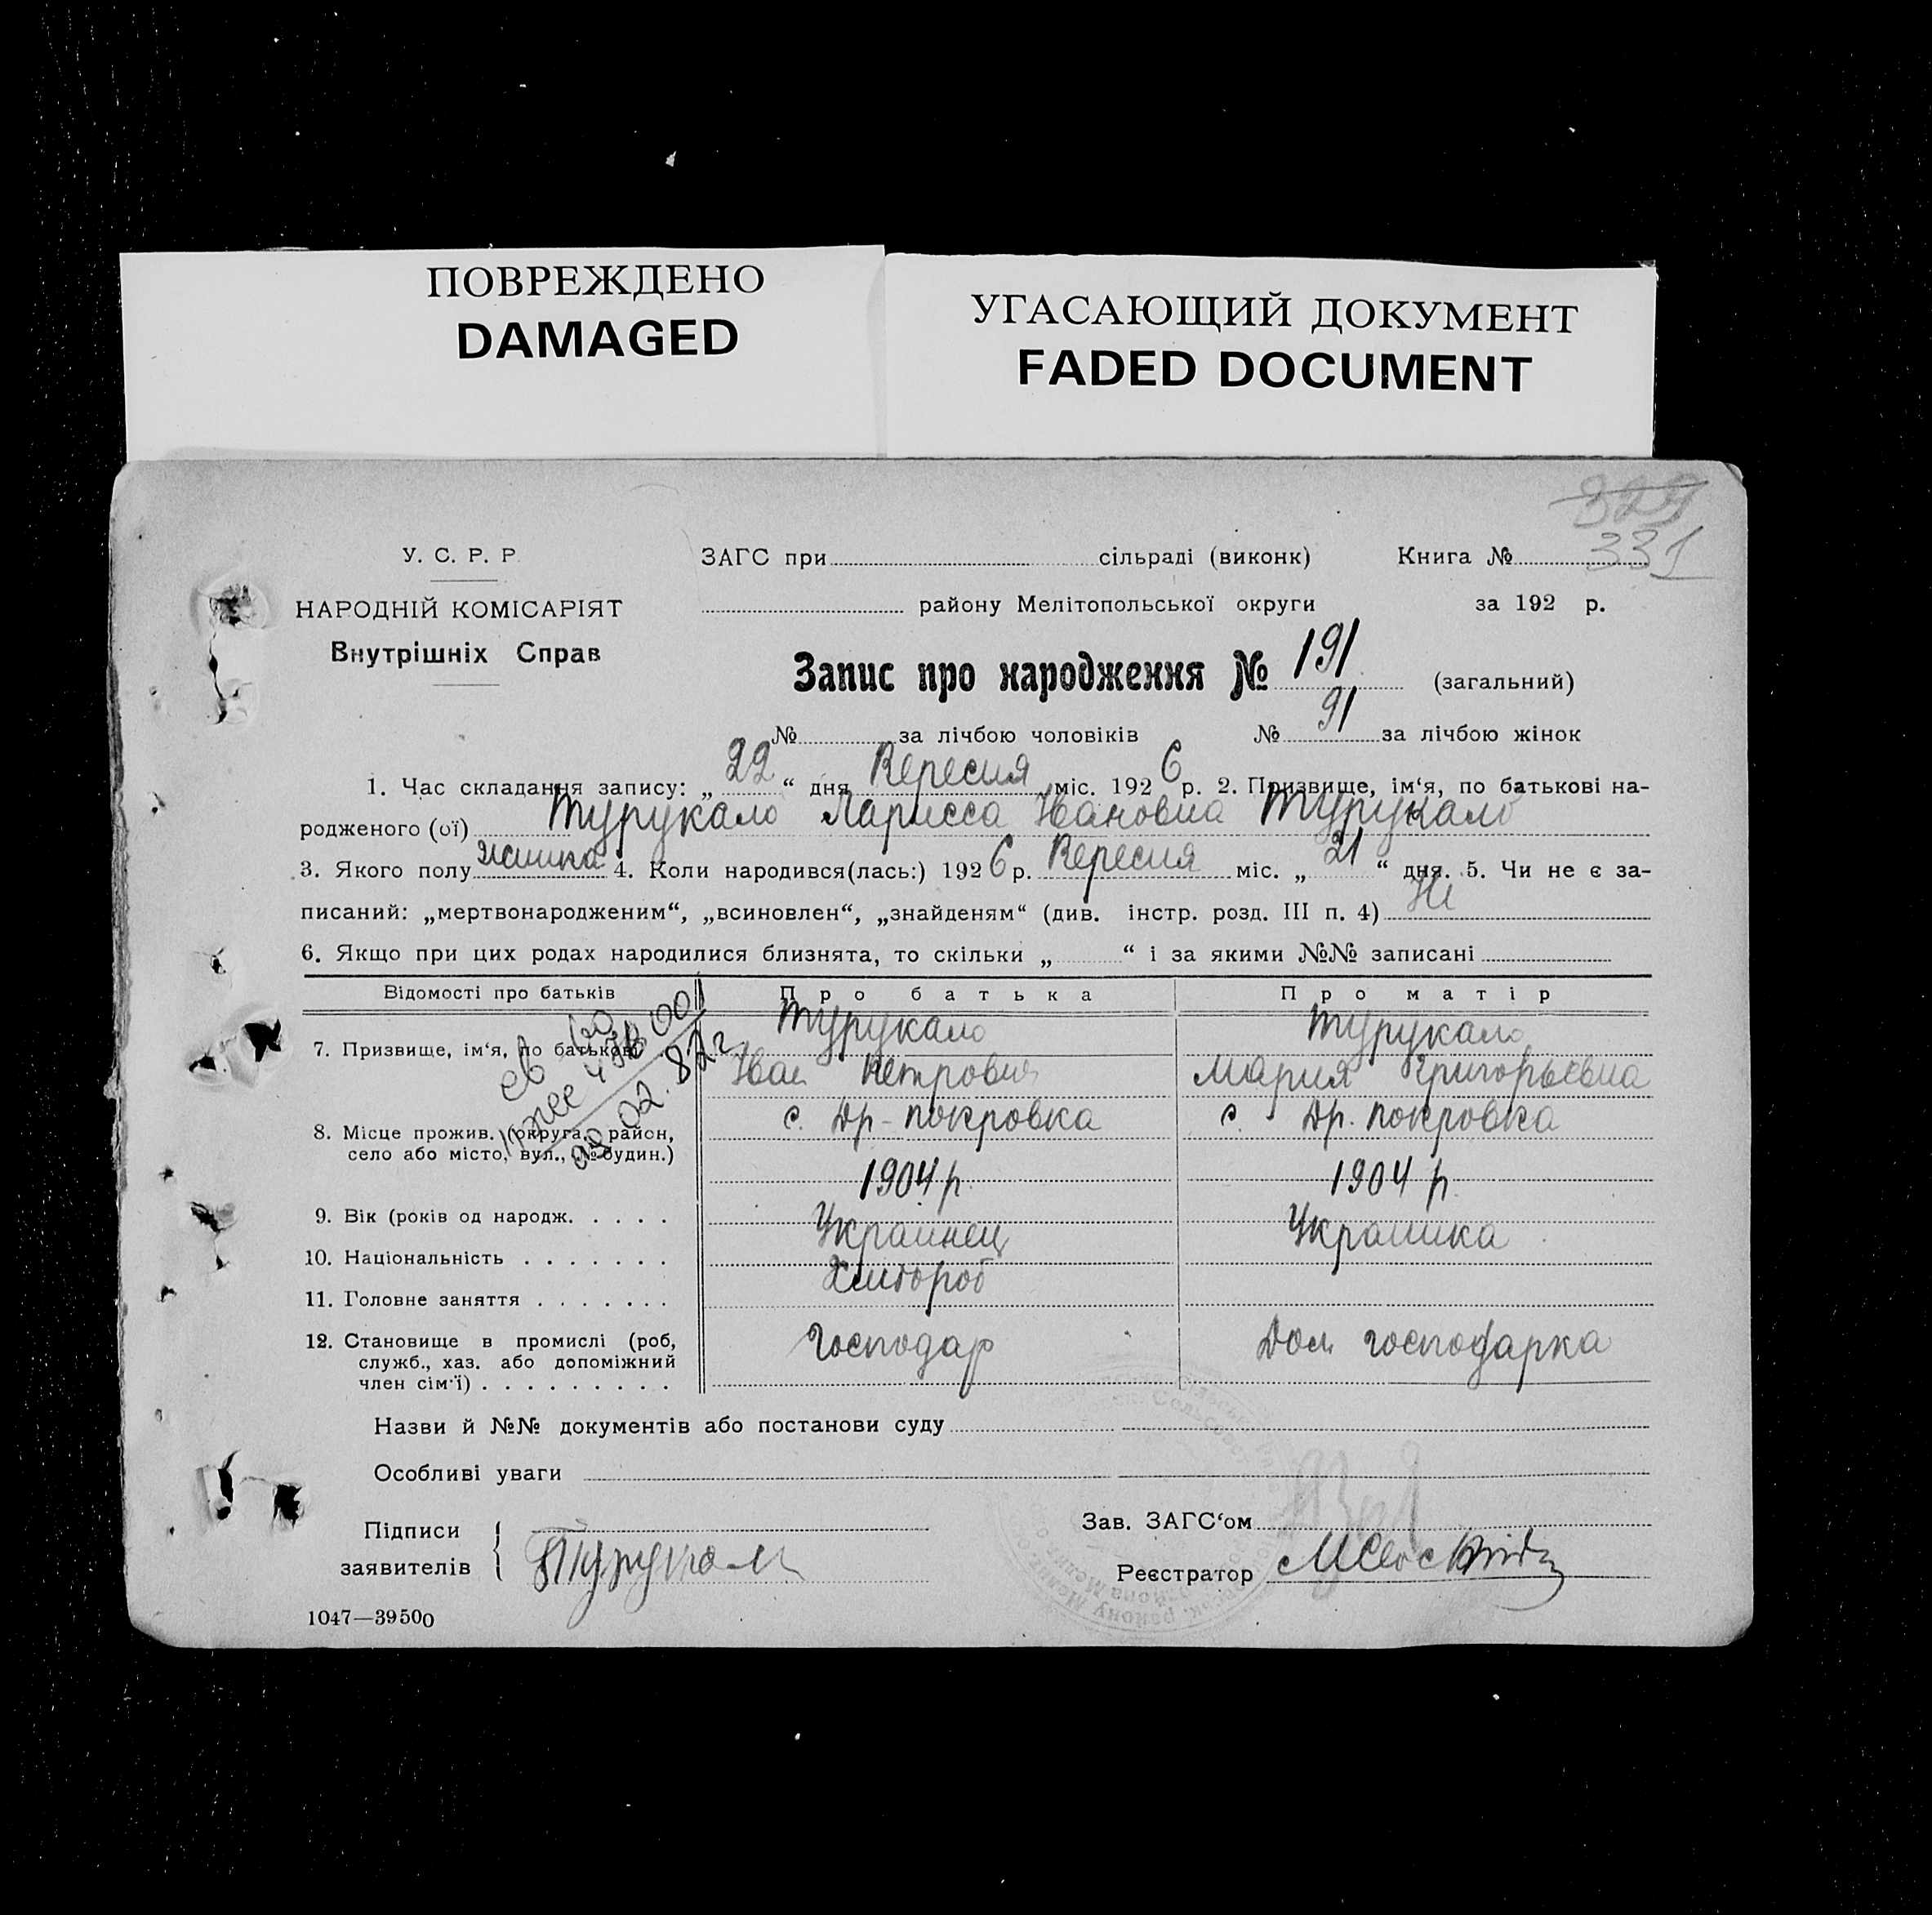 ПОВРЕЖДЕНО
DAMAGED
УГАСАЮЩИЙ ДОКУМЕНТ
FADED DOCUMENT
329
331
У. С. Р. Р.
НАРОДНІЙ КОМІСАРІЯТ
Внутрішніх Справ
ЗАГС при сільраді (виконк) Книга №
району Мелітопольської округи за 192 р.
Запис про народження № 191 (загальний)
№ за лічбою чоловіків № 91 за лічбою жінок
1. Час складання запису: „22“ дня Вересня міс. 1926 р. 2. Призвище, ім‘я, по батькові на-
родженого (ої) Турукало Ларисса Ивановна Турукало
3. Якого полу жінка 4. Коли народився(лась:) 1926 р. Вересня міс. „21“ дня. 5. Чи не є за-
писаний: „мертвонародженим“, „всиновлен“, „знайденям“ (див. інстр. розд. III п. 4) Ні
6. Якщо при цих родах народилися близнята, то скільки „ “ і за якими №№ записані
Відомості про батьків Про батька Про матір
7. Призвище, ім‘я, по батькові Турукало Турукало
Іван Петрович Мария Григорьевна
8. Місце прожив. (округа, район, с. Др-Покровка с. Др. Покровка
село або місто, вул., № будин.)
9. Вік (років од народж. . . . . 1904 р. 1904 р.
10. Національність . . . . . . . Украинец Украинка
11. Головне заняття . . . . . . . Хлібороб
12. Становище в промислі (роб, Господар Дом господарка
служб., хаз. або допоміжний
член сім‘ї) . . . . . . . . .
02.82г
Назви й №№ документів або постанови суду
Особливі уваги
Підписи
заявителів Турукало
Зав. ЗАГС‘ом
Реєстратор
1047—39500